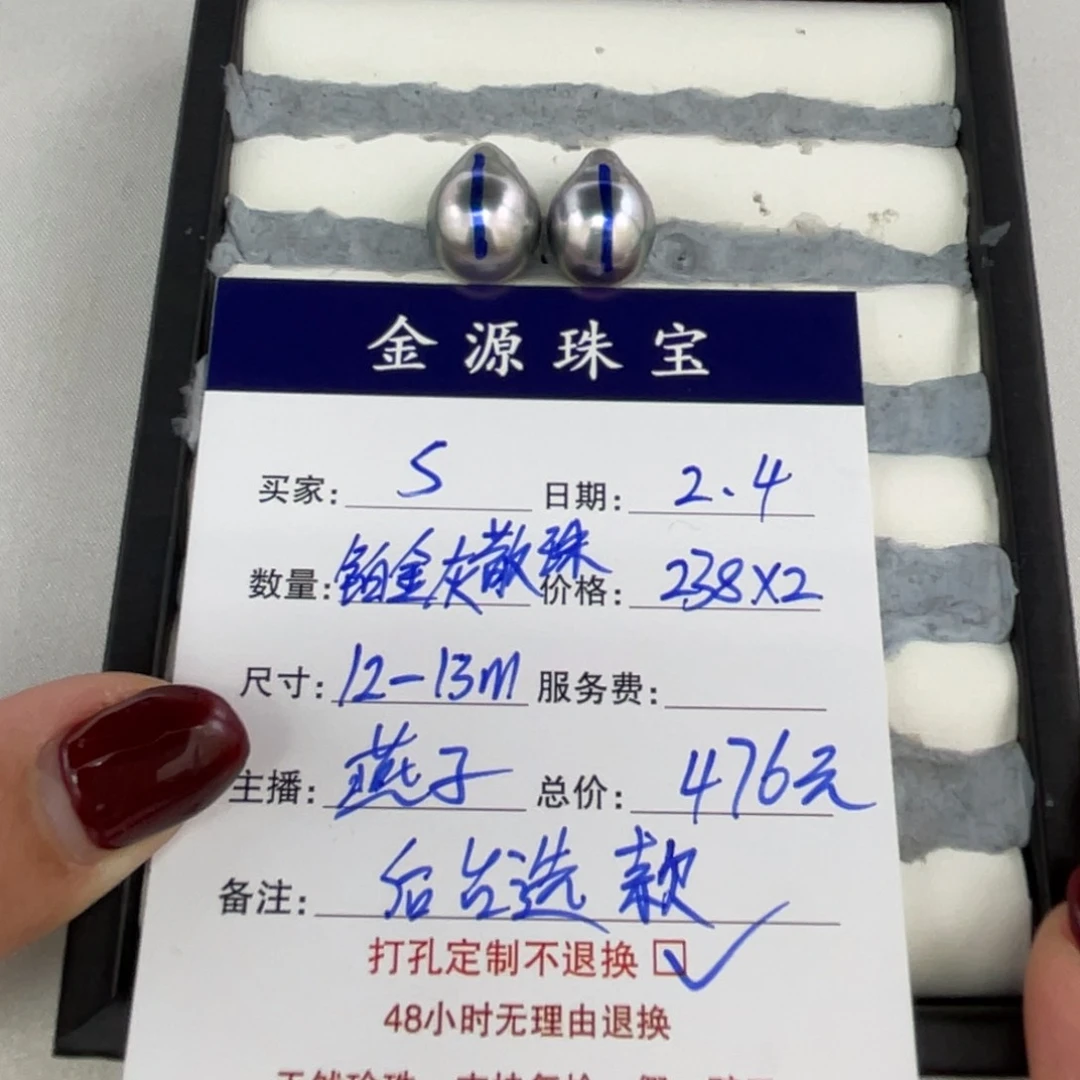 金源珠宝
买家: S 日期: 2.4
数量: 铂金灰散珠 价格: 238X2
尺寸: 12-13m 服务费:
主播: 燕子 总价: 476元
备注: 后台选款
打孔定制不退换 ☑
48小时无理由退换